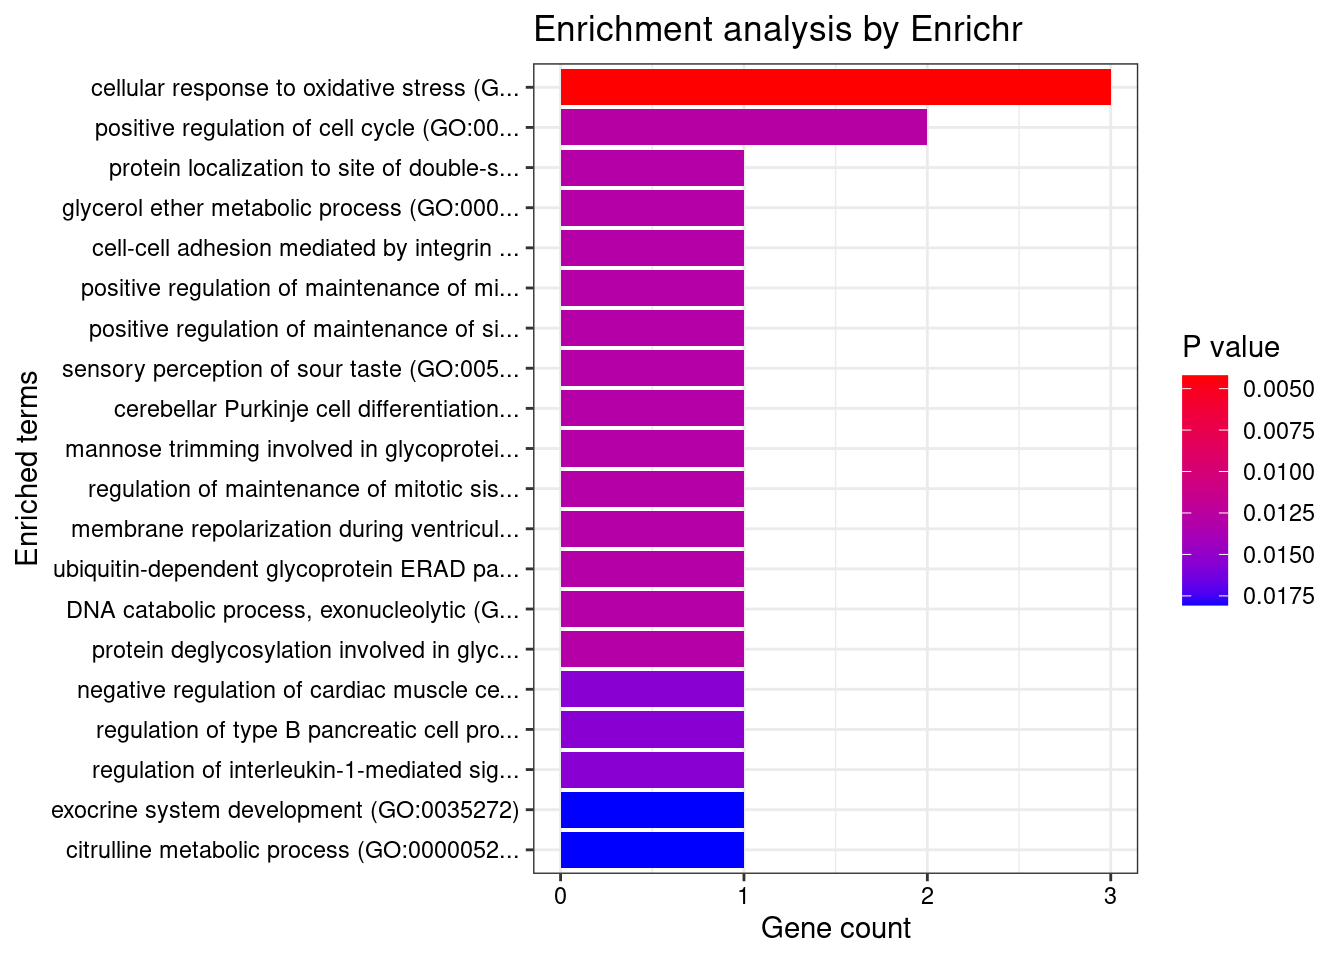 Enrichment analysis by Enrichr
cellular response to oxidative stress (G...
positive regulation of cell cycle (GO:00...
protein localization to site of double-s...
glycerol ether metabolic process (GO:000...
cell-cell adhesion mediated by integrin ...
positive regulation of maintenance of mi...
positive regulation of maintenance of si...
sensory perception of sour taste (GO:005...
cerebellar Purkinje cell differentiation...
mannose trimming involved in glycoprotei...
regulation of maintenance of mitotic sis...
membrane repolarization during ventricul...
ubiquitin-dependent glycoprotein ERAD pa...
DNA catabolic process, exonucleolytic (G...
protein deglycosylation involved in glyc...
negative regulation of cardiac muscle ce...
regulation of type B pancreatic cell pro...
regulation of interleukin-1-mediated sig...
exocrine system development (GO:0035272)
citrulline metabolic process (GO:0000052...
Enriched terms
0 1 2 3
Gene count
P value
0.0050
0.0075
0.0100
0.0125
0.0150
0.0175